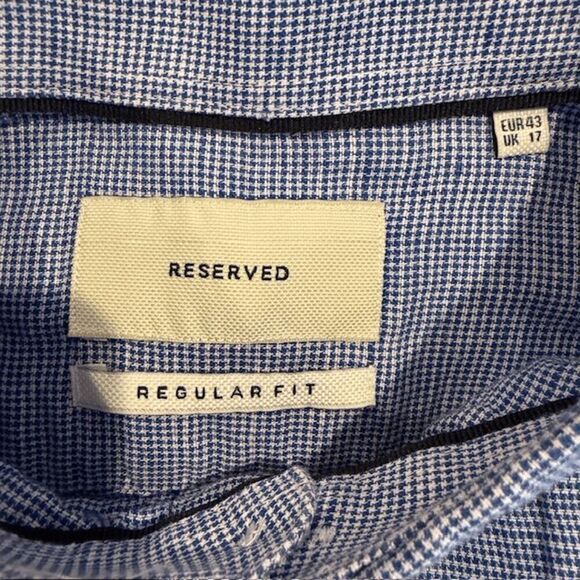 EUR 43
UK 17
RESERVED
REGULAR FIT